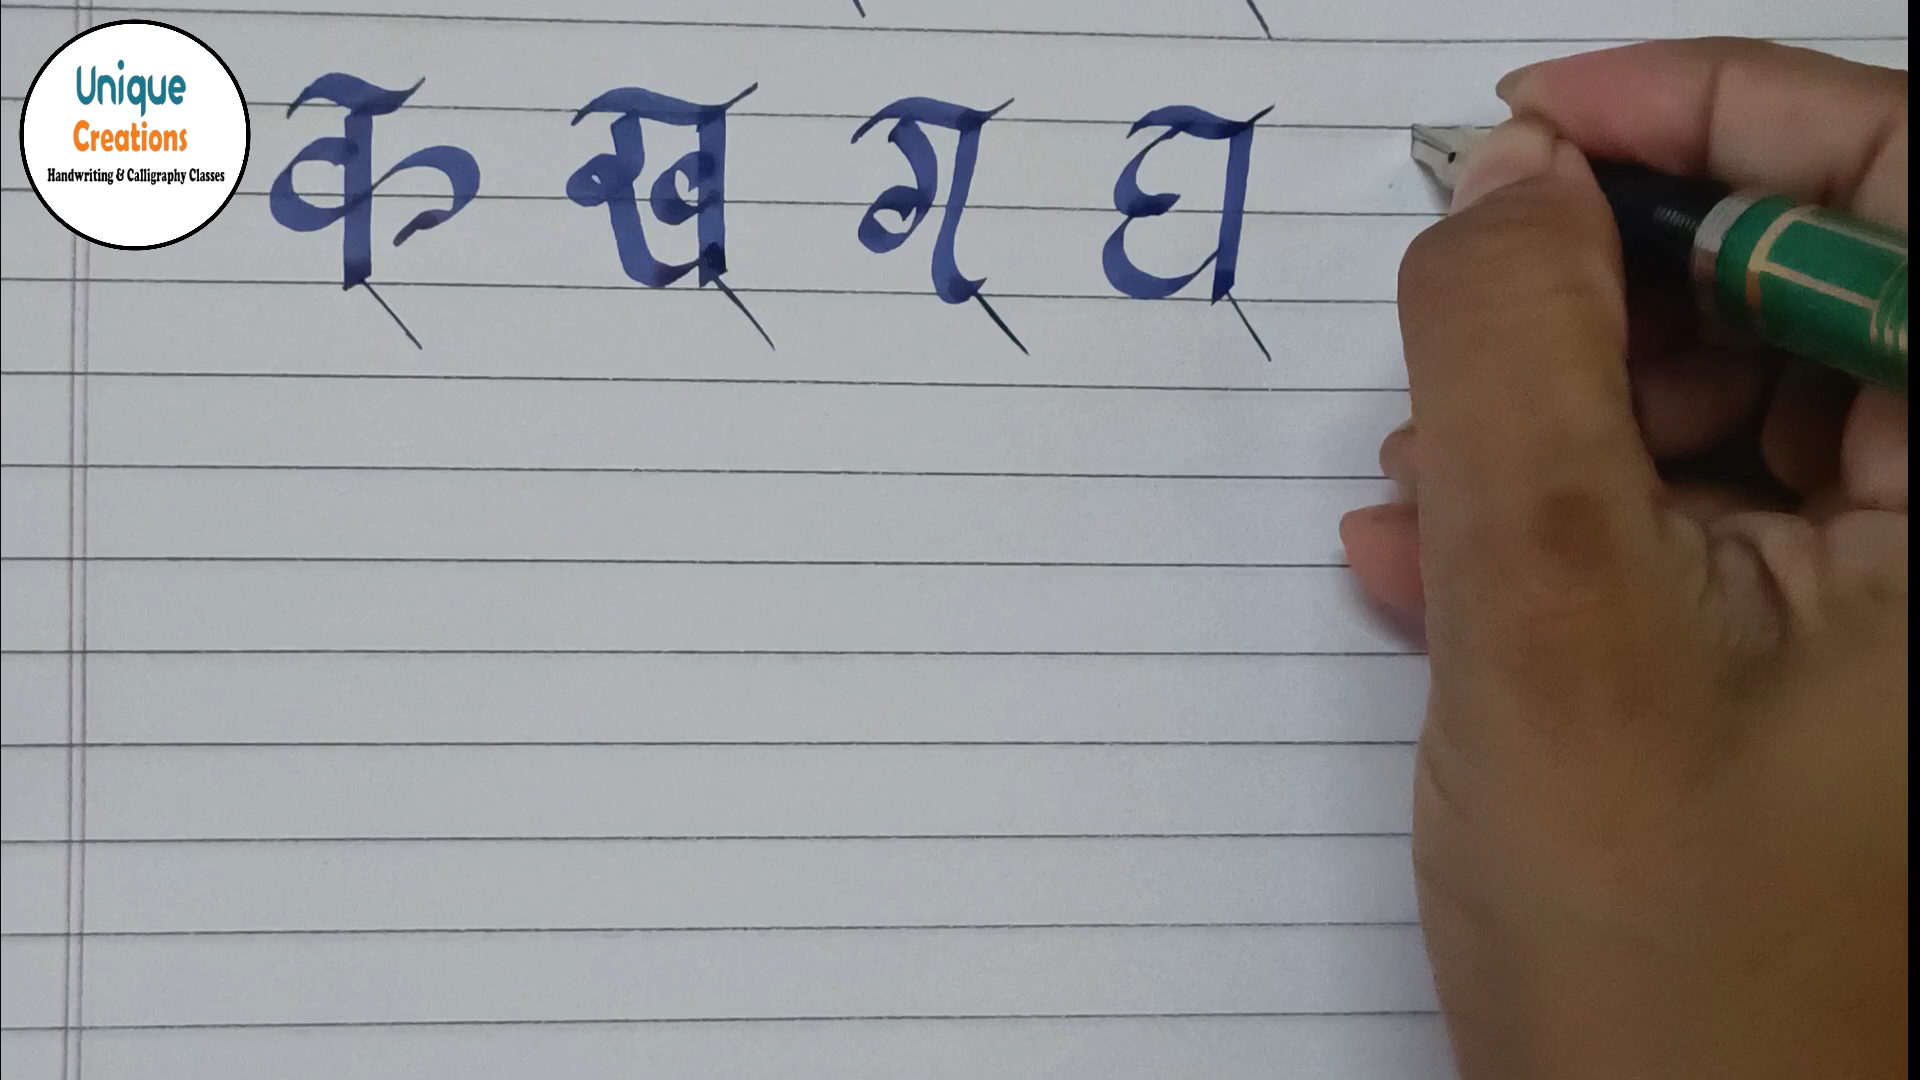 Unique
Creations
Handwriting & Calligraphy Classes
क ख ग घ